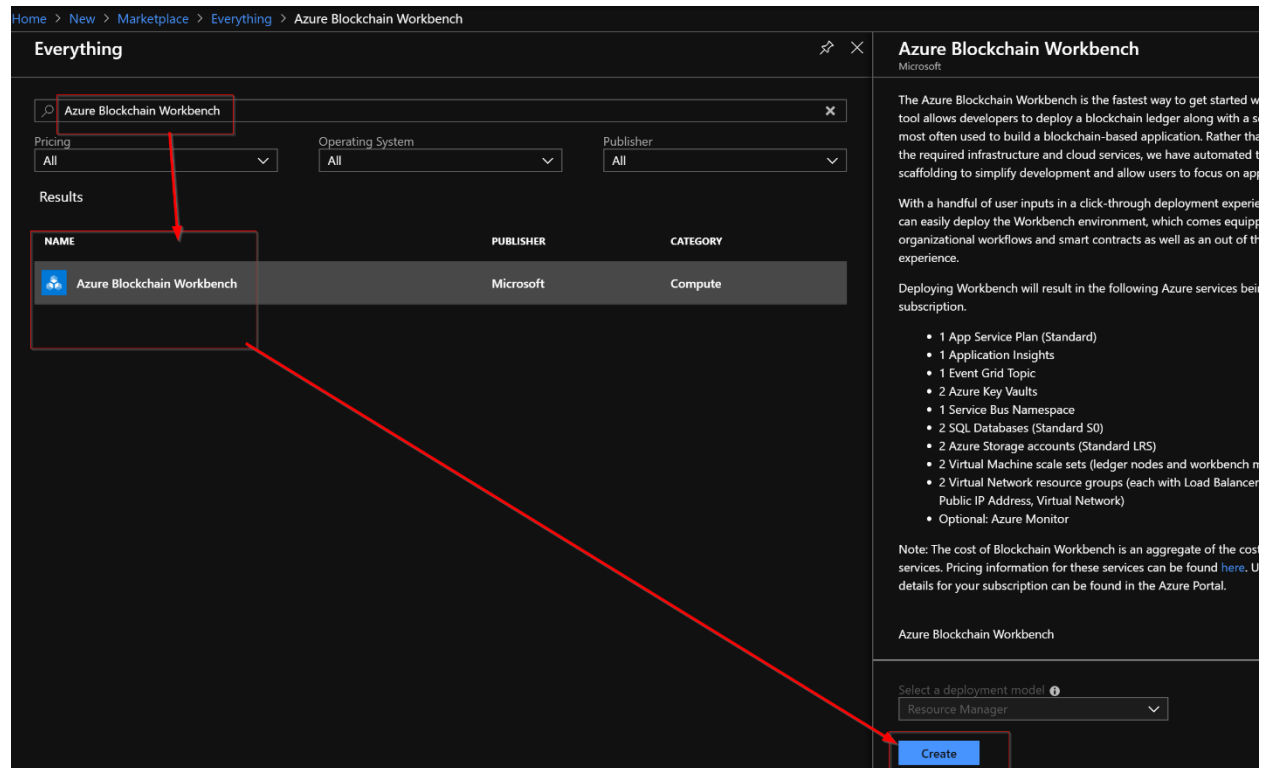 Home > New > Marketplace > Everything > Azure Blockchain Workbench
Everything
Azure Blockchain Workbench
Pricing
Operating System
Publisher
All
All
All
Results
NAME
PUBLISHER
CATEGORY
Azure Blockchain Workbench
Microsoft
Compute
Azure Blockchain Workbench
Microsoft
The Azure Blockchain Workbench is the fastest way to get started
tool allows developers to deploy a blockchain ledger along with a
most often used to build a blockchain-based application. Rather
the required infrastructure and cloud services, we have automated
scaffolding to simplify development and allow users to focus on
With a handful of user inputs in a click-through deployment
can easily deploy the Workbench environment, which comes
organizational workflows and smart contracts as well as an out of
experience.
Deploying Workbench will result in the following Azure services
subscription.
• 1 App Service Plan (Standard)
• 1 Application Insights
• 1 Event Grid Topic
• 2 Azure Key Vaults
• 1 Service Bus Namespace
• 2 SQL Databases (Standard S0)
• 2 Azure Storage accounts (Standard LRS)
• 2 Virtual Machine scale sets (ledger nodes and workbench
• 2 Virtual Network resource groups (each with Load Balancer
Public IP Address, Virtual Network)
• Optional: Azure Monitor
Note: The cost of Blockchain Workbench is an aggregate of the
services. Pricing information for these services can be found here.
details for your subscription can be found in the Azure Portal.
Azure Blockchain Workbench
Select a deployment model
Resource Manager
Create